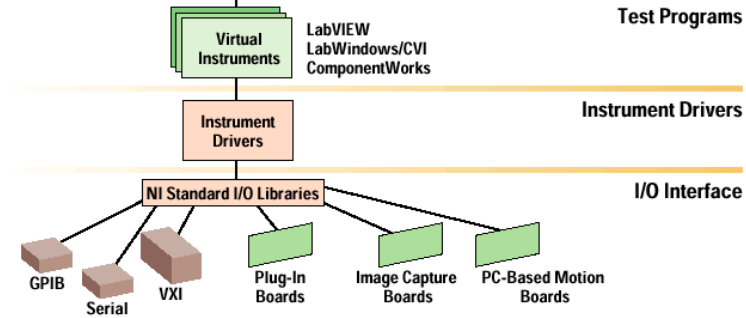 Test Programs
Virtual
Instruments
LabVIEW
LabWindows/CVI
ComponentWorks
Instrument Drivers
Instrument
Drivers
I/O Interface
NI Standard I/O Libraries
GPIB
Serial
VXI
Plug-In
Boards
Image Capture
Boards
PC-Based Motion
Boards